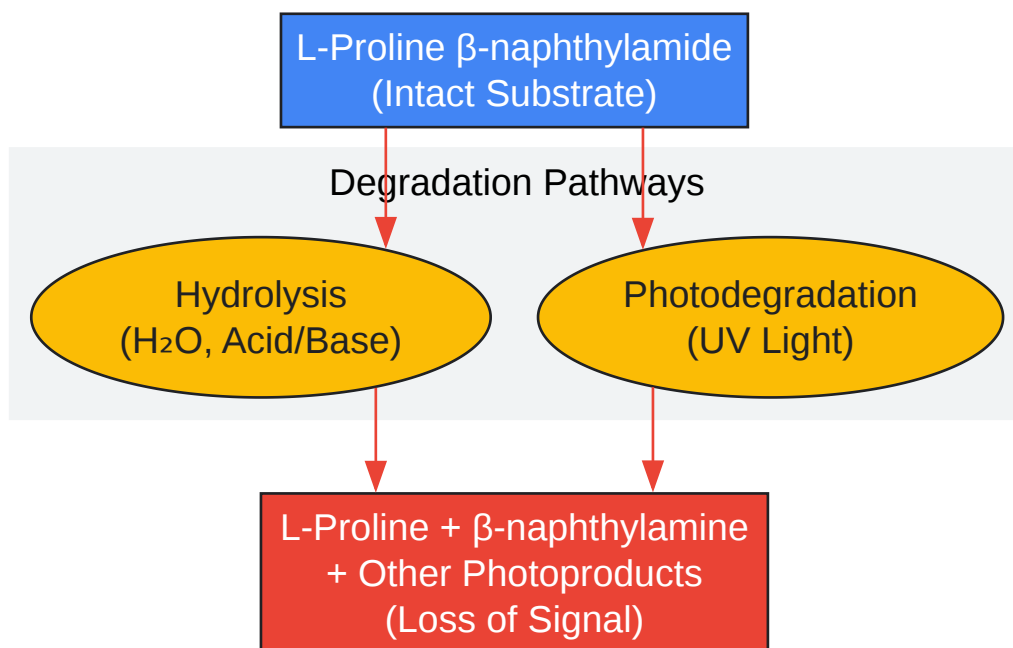 L-Proline β-naphthylamide
(Intact Substrate)
Degradation Pathways
Hydrolysis
(H₂O, Acid/Base)
Photodegradation
(UV Light)
L-Proline + β-naphthylamine
+ Other Photoproducts
(Loss of Signal)